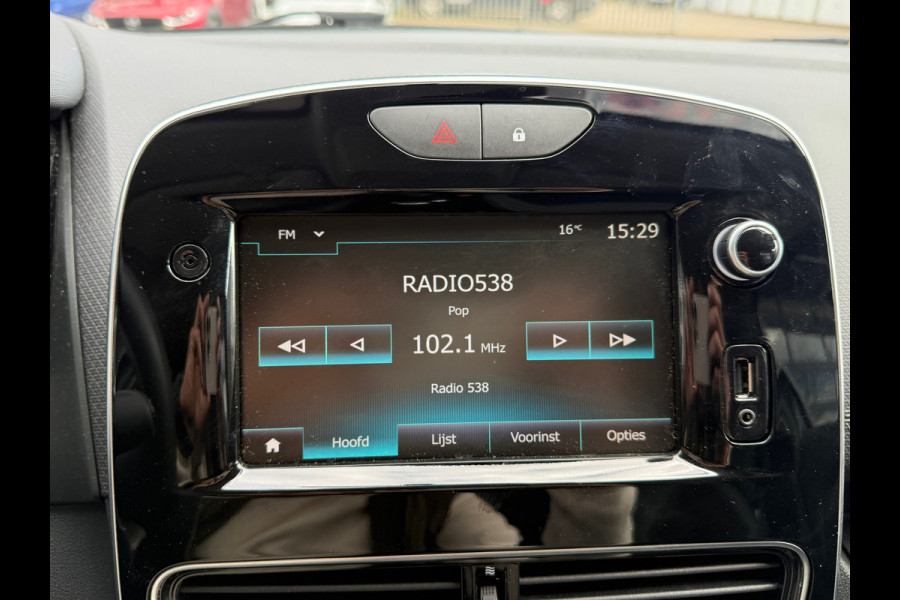 FM 16°C 15:29
RADIO538
Pop
102.1 MHz
Radio 538
Hoofd Lijst Voorinst Opties